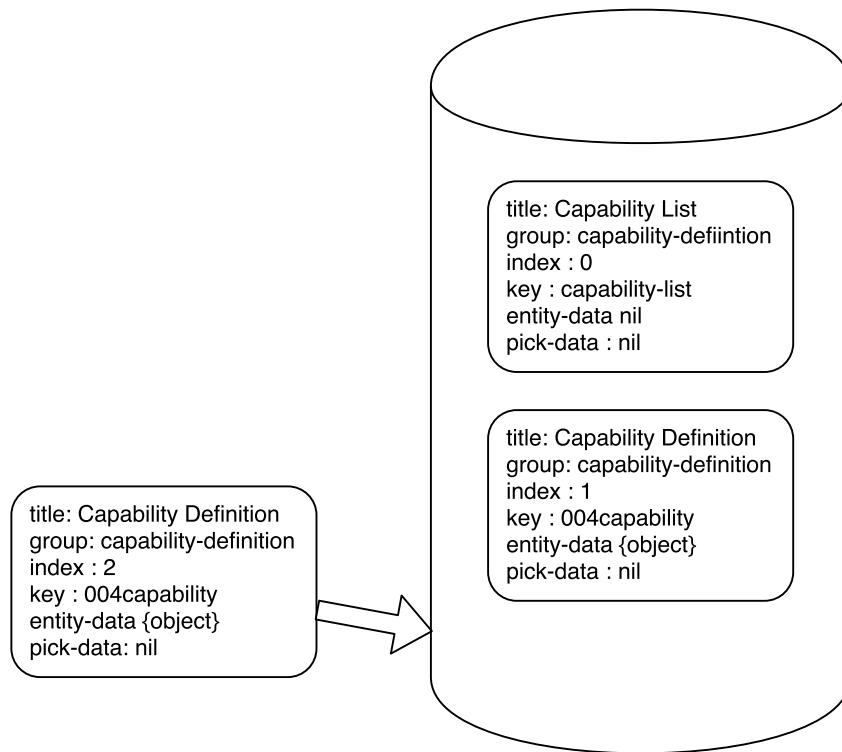 title: Capability List
group: capability-defiintion
index : 0
key : capability-list
entity-data nil
pick-data : nil
title: Capability Definition
group: capability-definition
index : 1
key : 004capability
entity-data {object}
pick-data : nil
title: Capability Definition
group: capability-definition
index : 2
key : 004capability
entity-data {object}
pick-data: nil